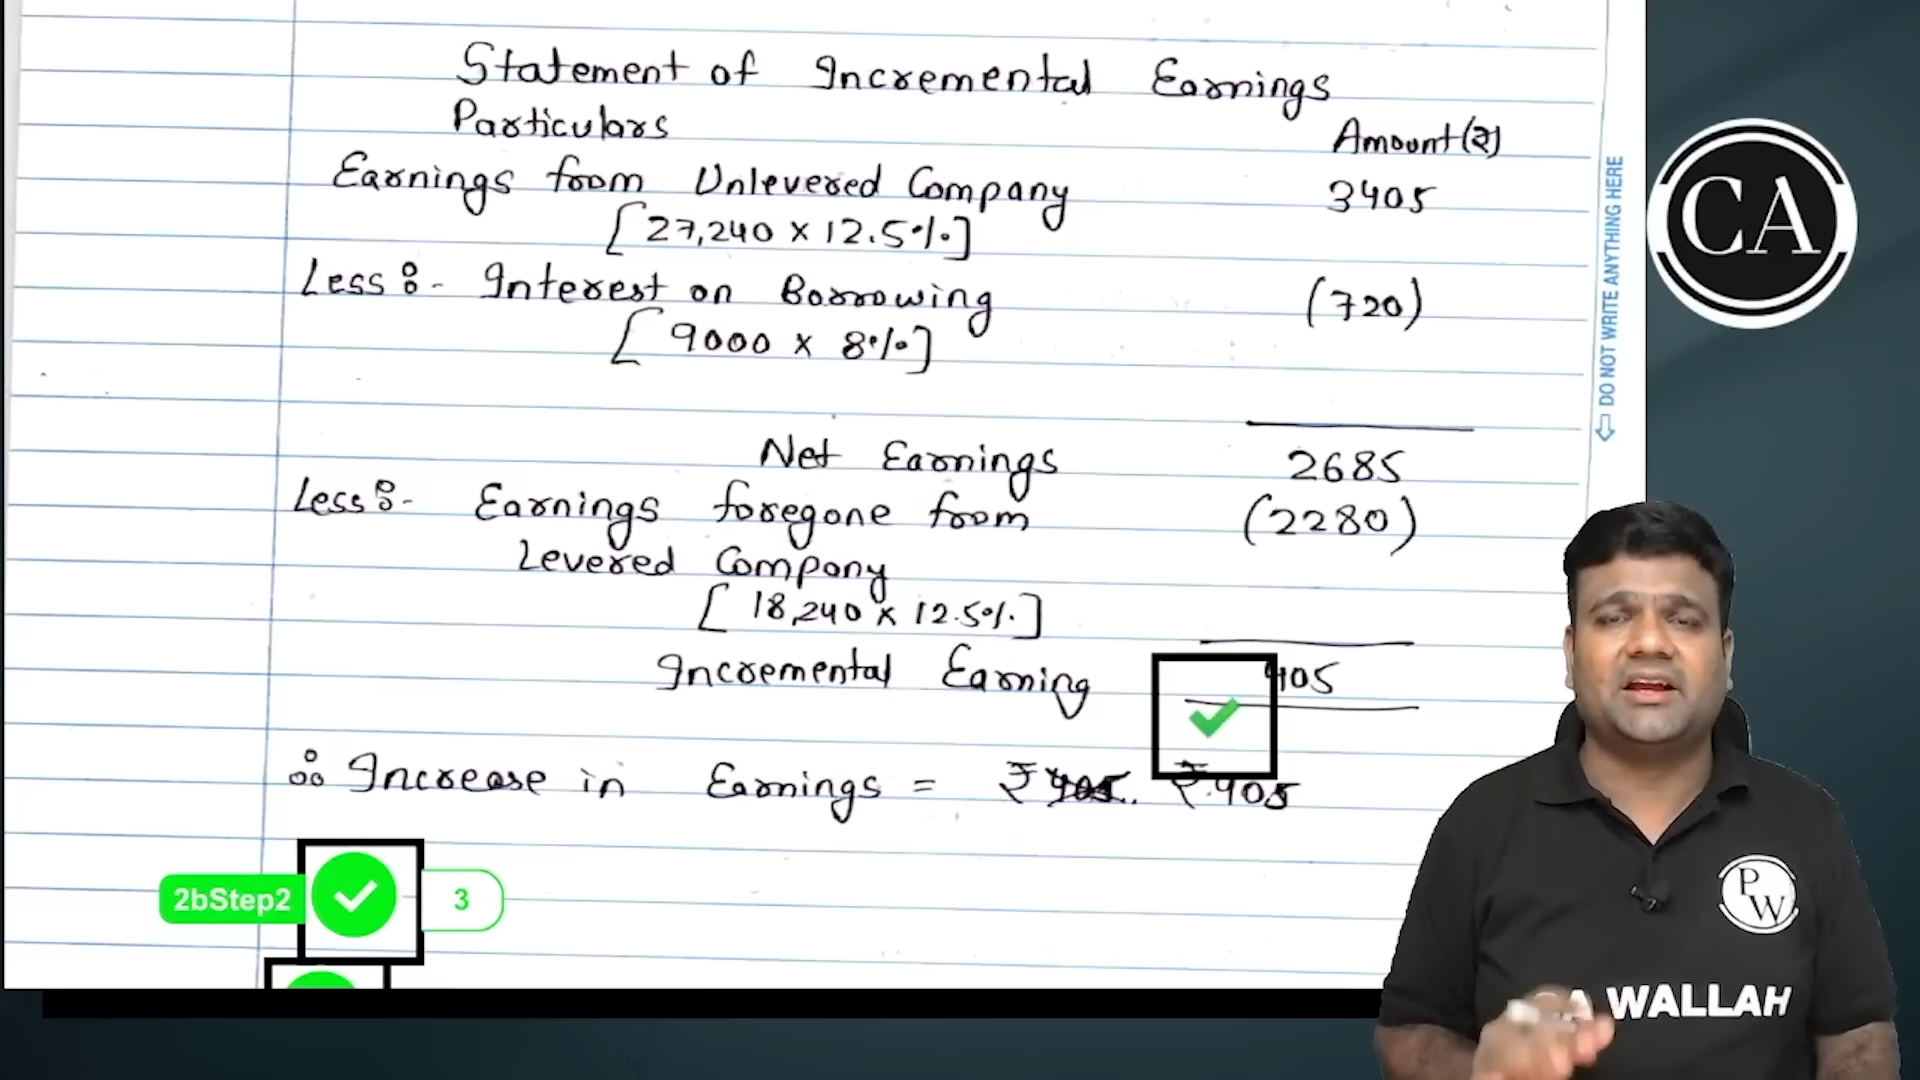 Statement of Incremental Earnings
Particulars Amount(₹)
Earnings from Unlevered Company 3405
[27,240 x 12.5%]
Less:- Interest on Borrowing (720)
[9000 x 8%]
Net Earnings 2685
Less:- Earnings foregone from (2280)
Levered Company
[18,240 x 12.5%]
Incremental Earning 405
∴ Increase in Earnings = ₹ 405. ₹.405
2bStep2 3
DO NOT WRITE ANYTHING HERE
CA
PW
WALLAH